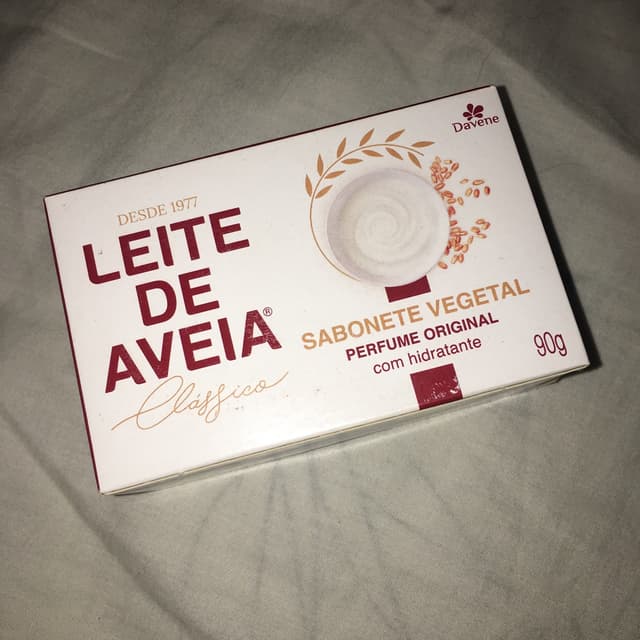 Davene
DESDE 1977
LEITE
DE
AVEIA®
Clássico
SABONETE VEGETAL
PERFUME ORIGINAL
com hidratante
90g